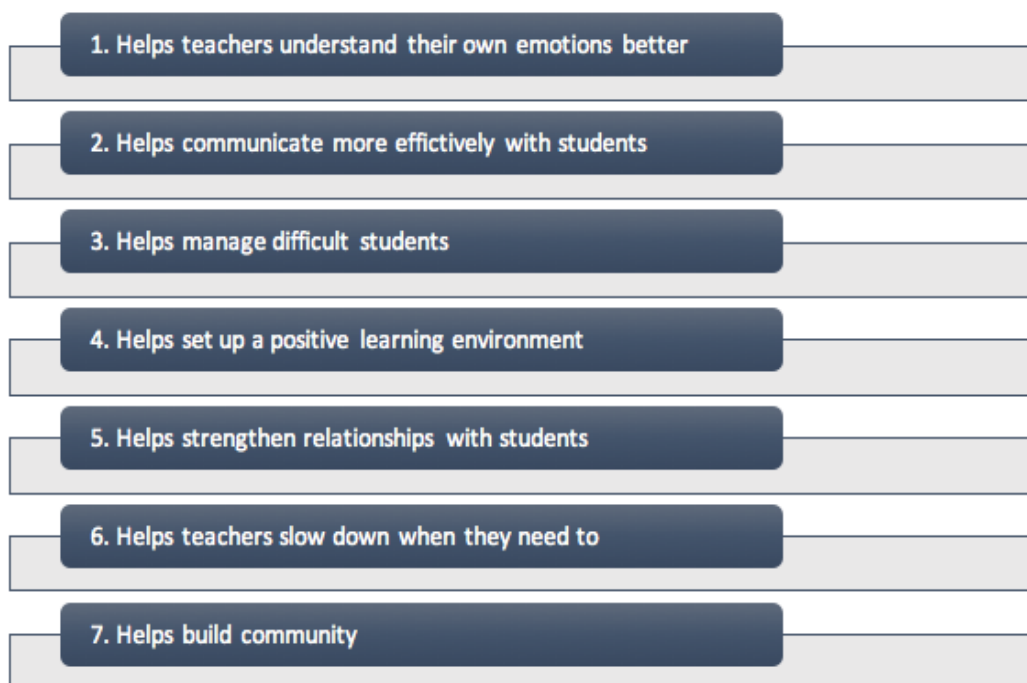 1. Helps teachers understand their own emotions better
2. Helps communicate more effictively with students
3. Helps manage difficult students
4. Helps set up a positive learning environment
5. Helps strengthen relationships with students
6. Helps teachers slow down when they need to
7. Helps build community